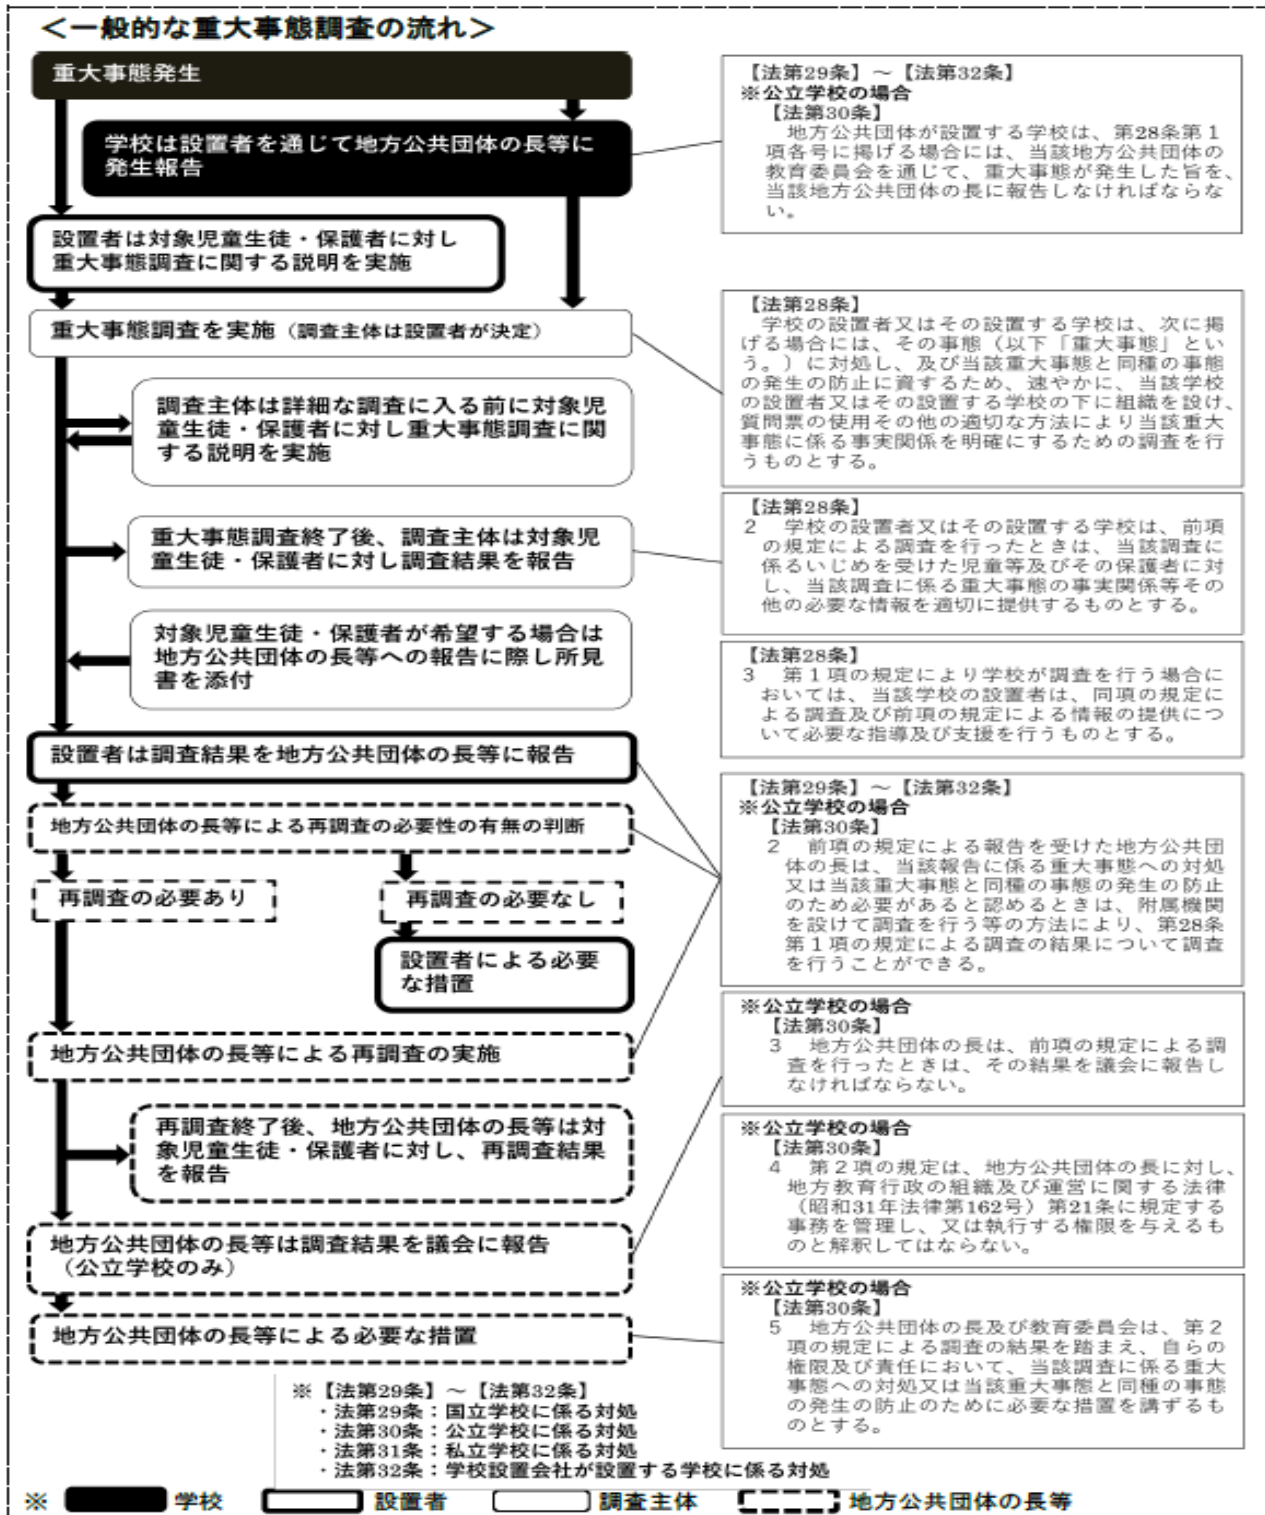 ＜一般的な重大事態調査の流れ＞
重大事態発生
学校は設置者を通じて地方公共団体の長等に
発生報告
設置者は対象児童生徒・保護者に対し
重大事態調査に関する説明を実施
重大事態調査を実施（調査主体は設置者が決定）
調査主体は詳細な調査に入る前に対象児
童生徒・保護者に対し重大事態調査に関
する説明を実施
重大事態調査終了後、調査主体は対象児
童生徒・保護者に対し調査結果を報告
対象児童生徒・保護者が希望する場合は
地方公共団体の長等への報告に際し所見
書を添付
設置者は調査結果を地方公共団体の長等に報告
地方公共団体の長等による再調査の必要性の有無の判断
再調査の必要あり
再調査の必要なし
設置者による必要
な措置
地方公共団体の長等による再調査の実施
再調査終了後、地方公共団体の長等は
対象児童生徒・保護者に対し、再調査結果
を報告
地方公共団体の長等は調査結果を議会に報告
（公立学校のみ）
地方公共団体の長等による必要な措置
【法第29条】～【法第32条】
※公立学校の場合
【法第30条】
地方公共団体が設置する学校は、第28条第１
項各号に掲げる場合には、当該地方公共団体の
教育委員会を通じて、重大事態が発生した旨を、
当該地方公共団体の長に報告しなければならな
い。
【法第28条】
学校の設置者又はその設置する学校は、次に掲
げる場合には、その事態（以下「重大事態」とい
う。）に対処し、及び当該重大事態と同種の事態
の発生の防止に資するため、速やかに、当該学校
の設置者又はその設置する学校の下に組織を設け、
質問票の使用その他の適切な方法により当該重大
事態に係る事実関係を明確にするための調査を行
うものとする。
【法第28条】
２　学校の設置者又はその設置する学校は、前項
の規定による調査を行ったときは、当該調査に
係るいじめを受けた児童等及びその保護者に対
し、当該調査に係る重大事態の事実関係等その
他の必要な情報を適切に提供するものとする。
【法第28条】
３　第１項の規定により学校が調査を行う場合に
おいては、当該学校の設置者は、同項の規定に
よる調査及び前項の規定による情報の提供につ
いて必要な指導及び支援を行うものとする。
【法第29条】～【法第32条】
※公立学校の場合
【法第30条】
２　前項の規定による報告を受けた地方公共団
体の長は、当該報告に係る重大事態への対処
又は当該重大事態と同種の事態の発生の防止
のため必要があると認めるときは、附属機関
を設けて調査を行う等の方法により、第28条
第１項の規定による調査の結果について調査
を行うことができる。
※公立学校の場合
【法第30条】
３　地方公共団体の長は、前項の規定による調
査を行ったときは、その結果を議会に報告し
なければならない。
※公立学校の場合
【法第30条】
４　第２項の規定は、地方公共団体の長に対し、
地方教育行政の組織及び運営に関する法律
（昭和31年法律第162号）第21条に規定する
事務を管理し、又は執行する権限を与えるも
のと解釈してはならない。
※公立学校の場合
【法第30条】
５　地方公共団体の長及び教育委員会は、第２
項の規定による調査の結果を踏まえ、自らの
権限及び責任において、当該調査に係る重大
事態への対処又は当該重大事態と同種の事態
の発生の防止のために必要な措置を講ずるも
のとする。
※【法第29条】～【法第32条】
・法第29条：国立学校に係る対処
・法第30条：公立学校に係る対処
・法第31条：私立学校に係る対処
・法第32条：学校設置会社が設置する学校に係る対処
※ 学校 設置者 調査主体 地方公共団体の長等